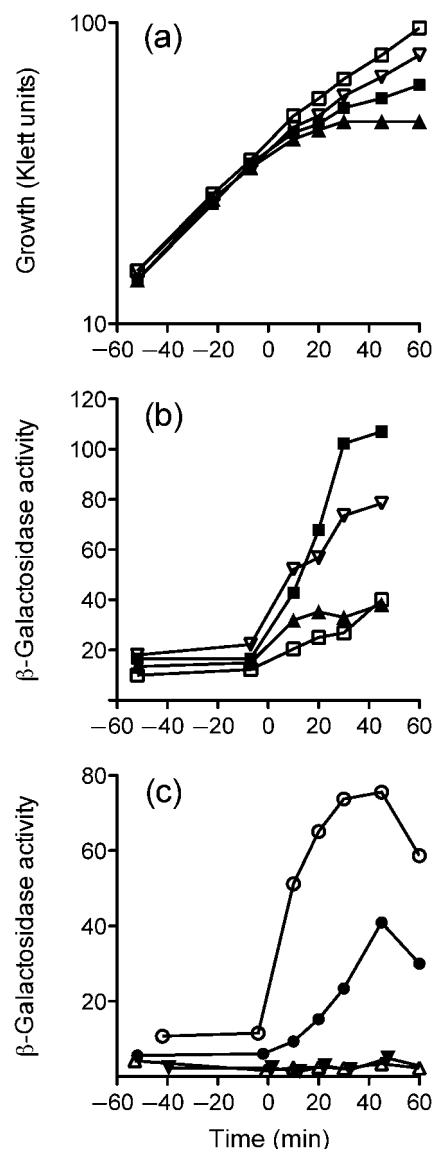 (a)
Growth (Klett units)
100
10
−60 −40 −20 0 20 40 60
(b)
β-Galactosidase activity
120
100
80
60
40
20
−60 −40 −20 0 20 40 60
(c)
β-Galactosidase activity
80
60
40
20
−60 −40 −20 0 20 40 60
Time (min)